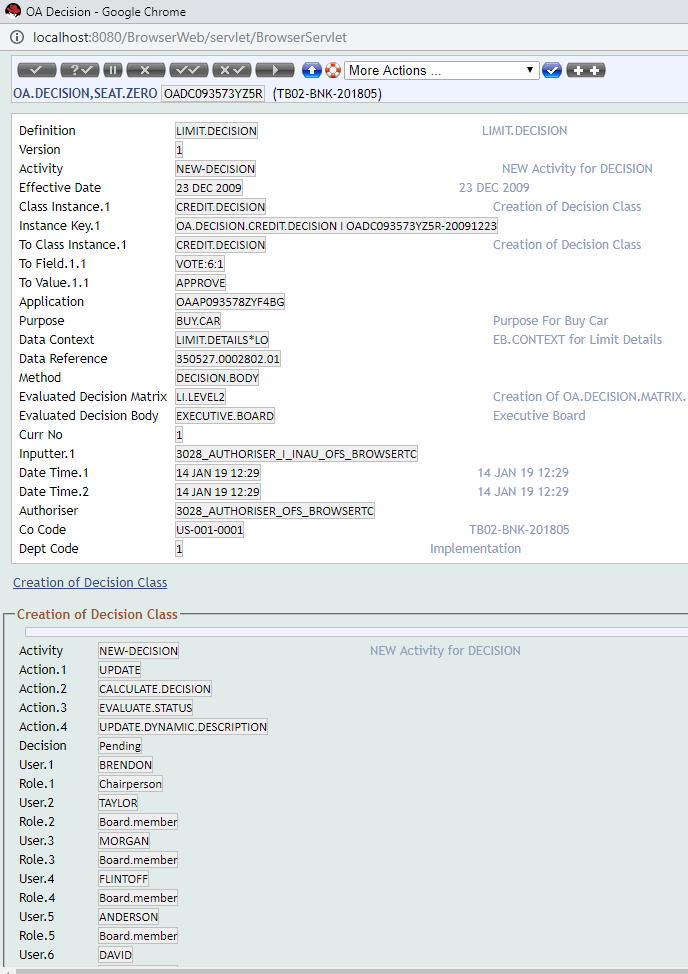 OA Decision - Google Chrome
localhost:8080/BrowserWeb/servlet/BrowserServlet
More Actions ...
OA.DECISION,SEAT.ZERO OADC093573YZ5R (TB02-BNK-201805)
Definition LIMIT.DECISION LIMIT.DECISION
Version 1
Activity NEW-DECISION NEW Activity for DECISION
Effective Date 23 DEC 2009 23 DEC 2009
Class Instance.1 CREDIT.DECISION Creation of Decision Class
Instance Key.1 OA.DECISION.CREDIT.DECISION I OADC093573YZ5R-20091223
To Class Instance.1 CREDIT.DECISION Creation of Decision Class
To Field.1.1 VOTE:6:1
To Value.1.1 APPROVE
Application OAAP093578ZYF4BG
Purpose BUY.CAR Purpose For Buy Car
Data Context LIMIT.DETAILS*LO EB.CONTEXT for Limit Details
Data Reference 350527.0002802.01
Method DECISION.BODY
Evaluated Decision Matrix LI.LEVEL2 Creation Of OA.DECISION.MATRIX.
Evaluated Decision Body EXECUTIVE.BOARD Executive Board
Curr No 1
Inputter.1 3028_AUTHORISER_I_INAU_OFS_BROWSERTC
Date Time.1 14 JAN 19 12:29 14 JAN 19 12:29
Date Time.2 14 JAN 19 12:29 14 JAN 19 12:29
Authoriser 3028_AUTHORISER_OFS_BROWSERTC
Co Code US-001-0001 TB02-BNK-201805
Dept Code 1 Implementation
Creation of Decision Class
Creation of Decision Class
Activity NEW-DECISION NEW Activity for DECISION
Action.1 UPDATE
Action.2 CALCULATE.DECISION
Action.3 EVALUATE.STATUS
Action.4 UPDATE.DYNAMIC.DESCRIPTION
Decision Pending
User.1 BRENDON
Role.1 Chairperson
User.2 TAYLOR
Role.2 Board.member
User.3 MORGAN
Role.3 Board.member
User.4 FLINTOFF
Role.4 Board.member
User.5 ANDERSON
Role.5 Board.member
User.6 DAVID